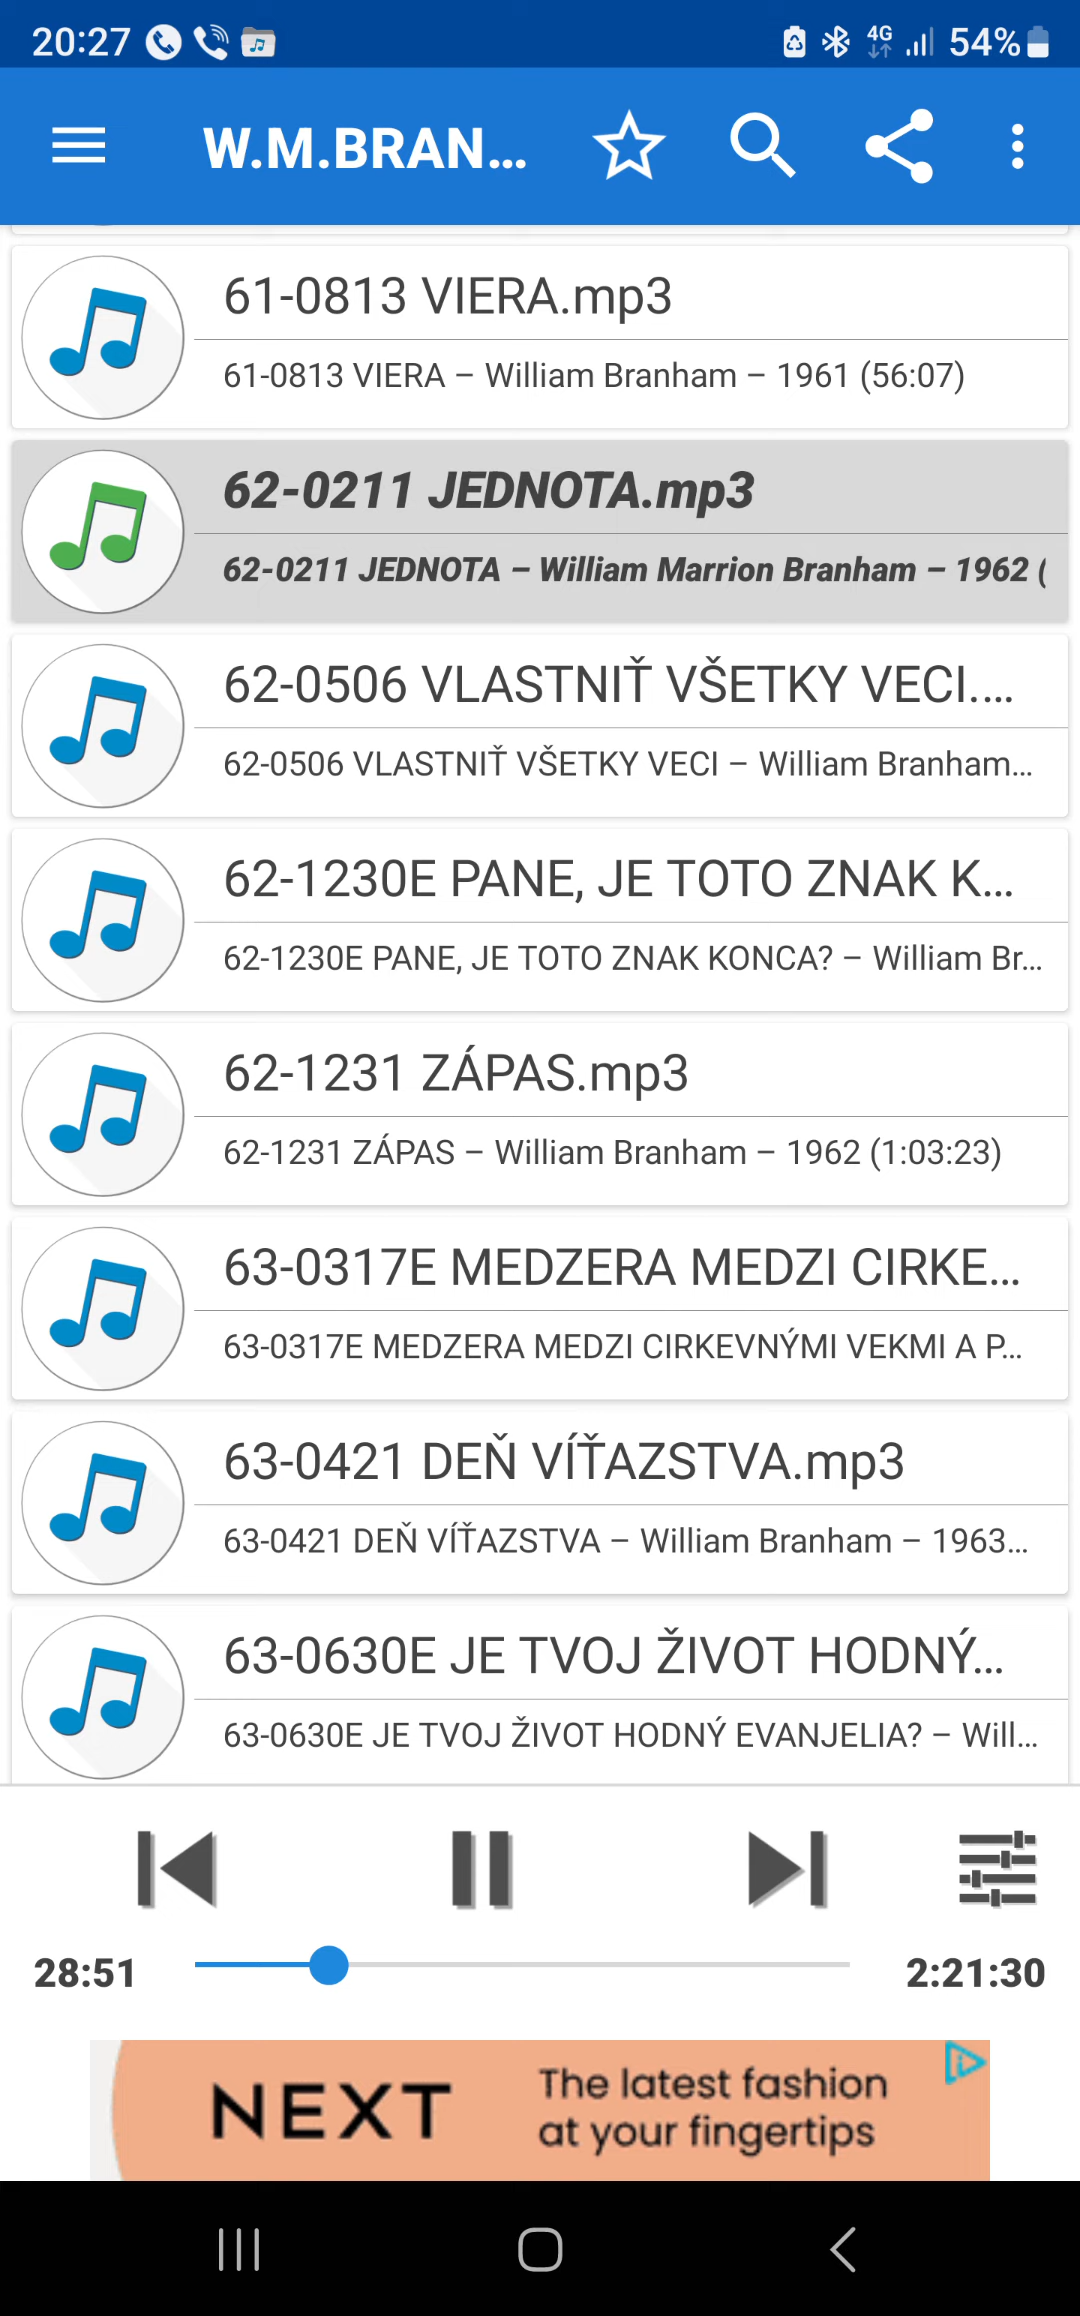 20:27
4G
54%
W.M.BRAN...
61-0813 VIERA.mp3
61-0813 VIERA – William Branham – 1961 (56:07)
62-0211 JEDNOTA.mp3
62-0211 JEDNOTA – William Marrion Branham – 1962 (
62-0506 VLASTNIŤ VŠETKY VECI....
62-0506 VLASTNIŤ VŠETKY VECI – William Branham...
62-1230E PANE, JE TOTO ZNAK K...
62-1230E PANE, JE TOTO ZNAK KONCA? – William Br...
62-1231 ZÁPAS.mp3
62-1231 ZÁPAS – William Branham – 1962 (1:03:23)
63-0317E MEDZERA MEDZI CIRKE...
63-0317E MEDZERA MEDZI CIRKEVNÝMI VEKMI A P...
63-0421 DEŇ VÍŤAZSTVA.mp3
63-0421 DEŇ VÍŤAZSTVA – William Branham – 1963...
63-0630E JE TVOJ ŽIVOT HODNÝ...
63-0630E JE TVOJ ŽIVOT HODNÝ EVANJELIA? – Will...
28:51
2:21:30
NEXT
The latest fashion
at your fingertips